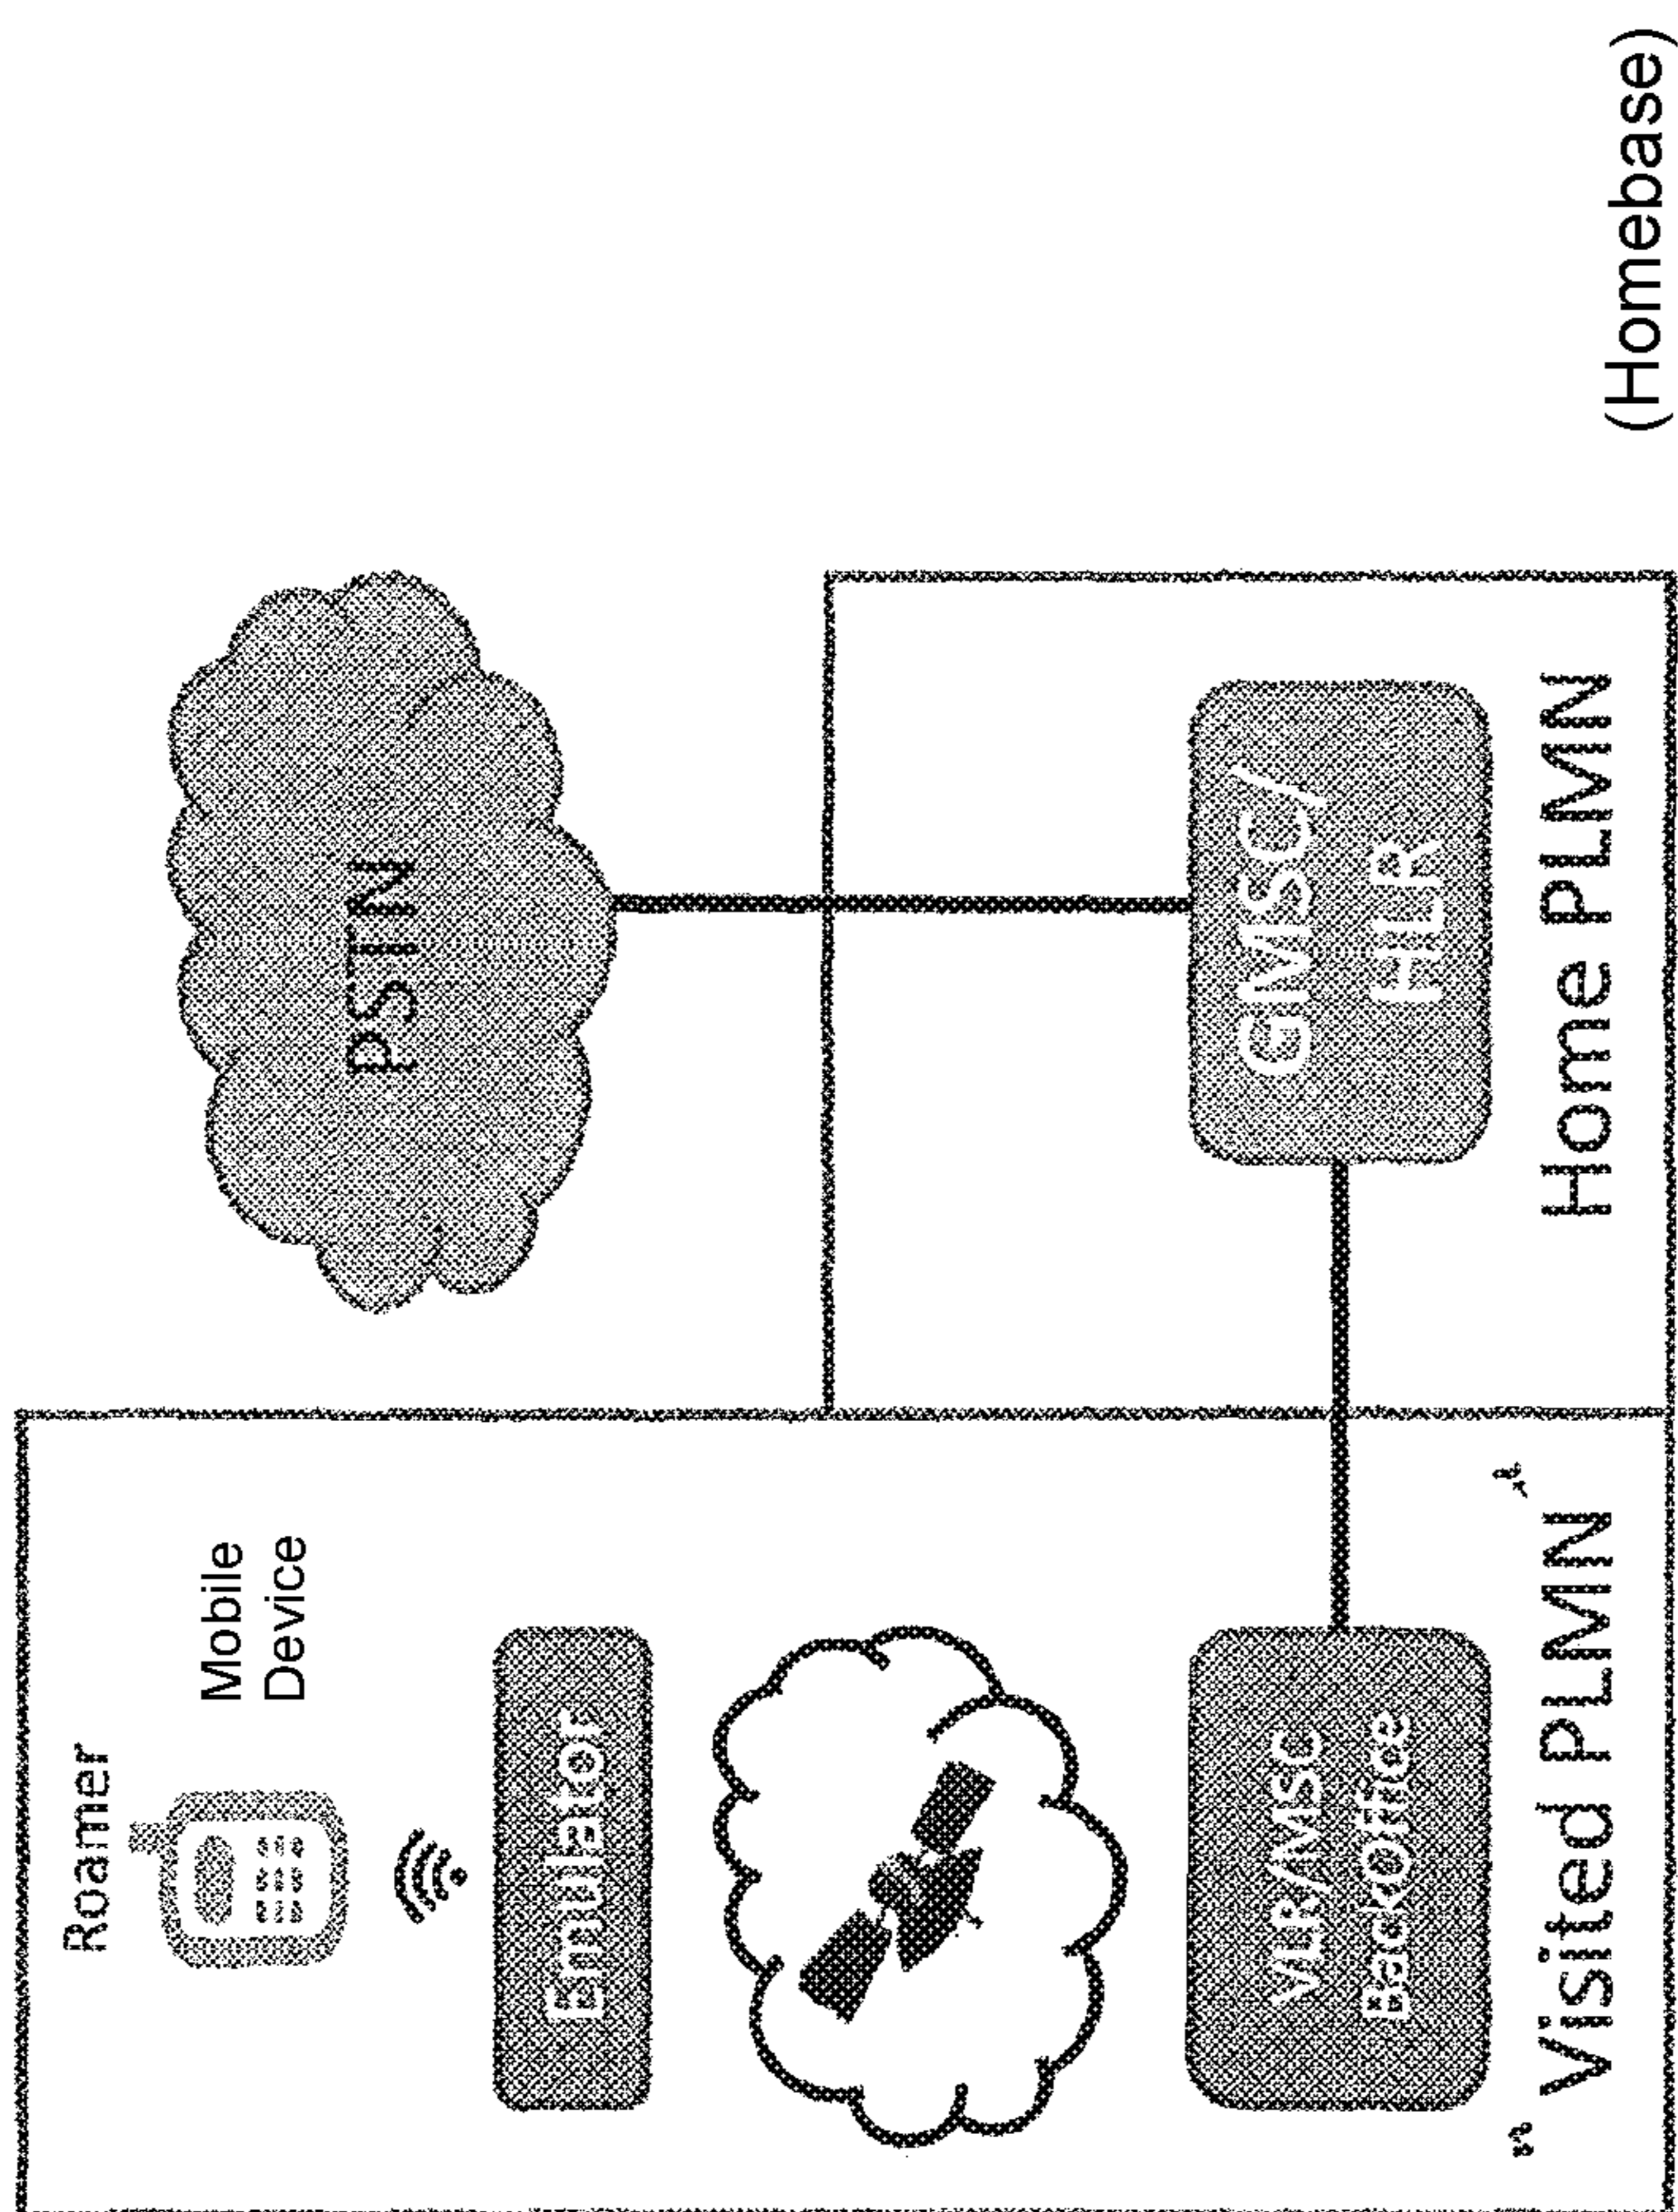 Roamer
Mobile
Device
Emulator
VLR/MSC
BackOffice
Visited PLMN
PSTN
GMSC/
HLR
Home PLMN
(Homebase)